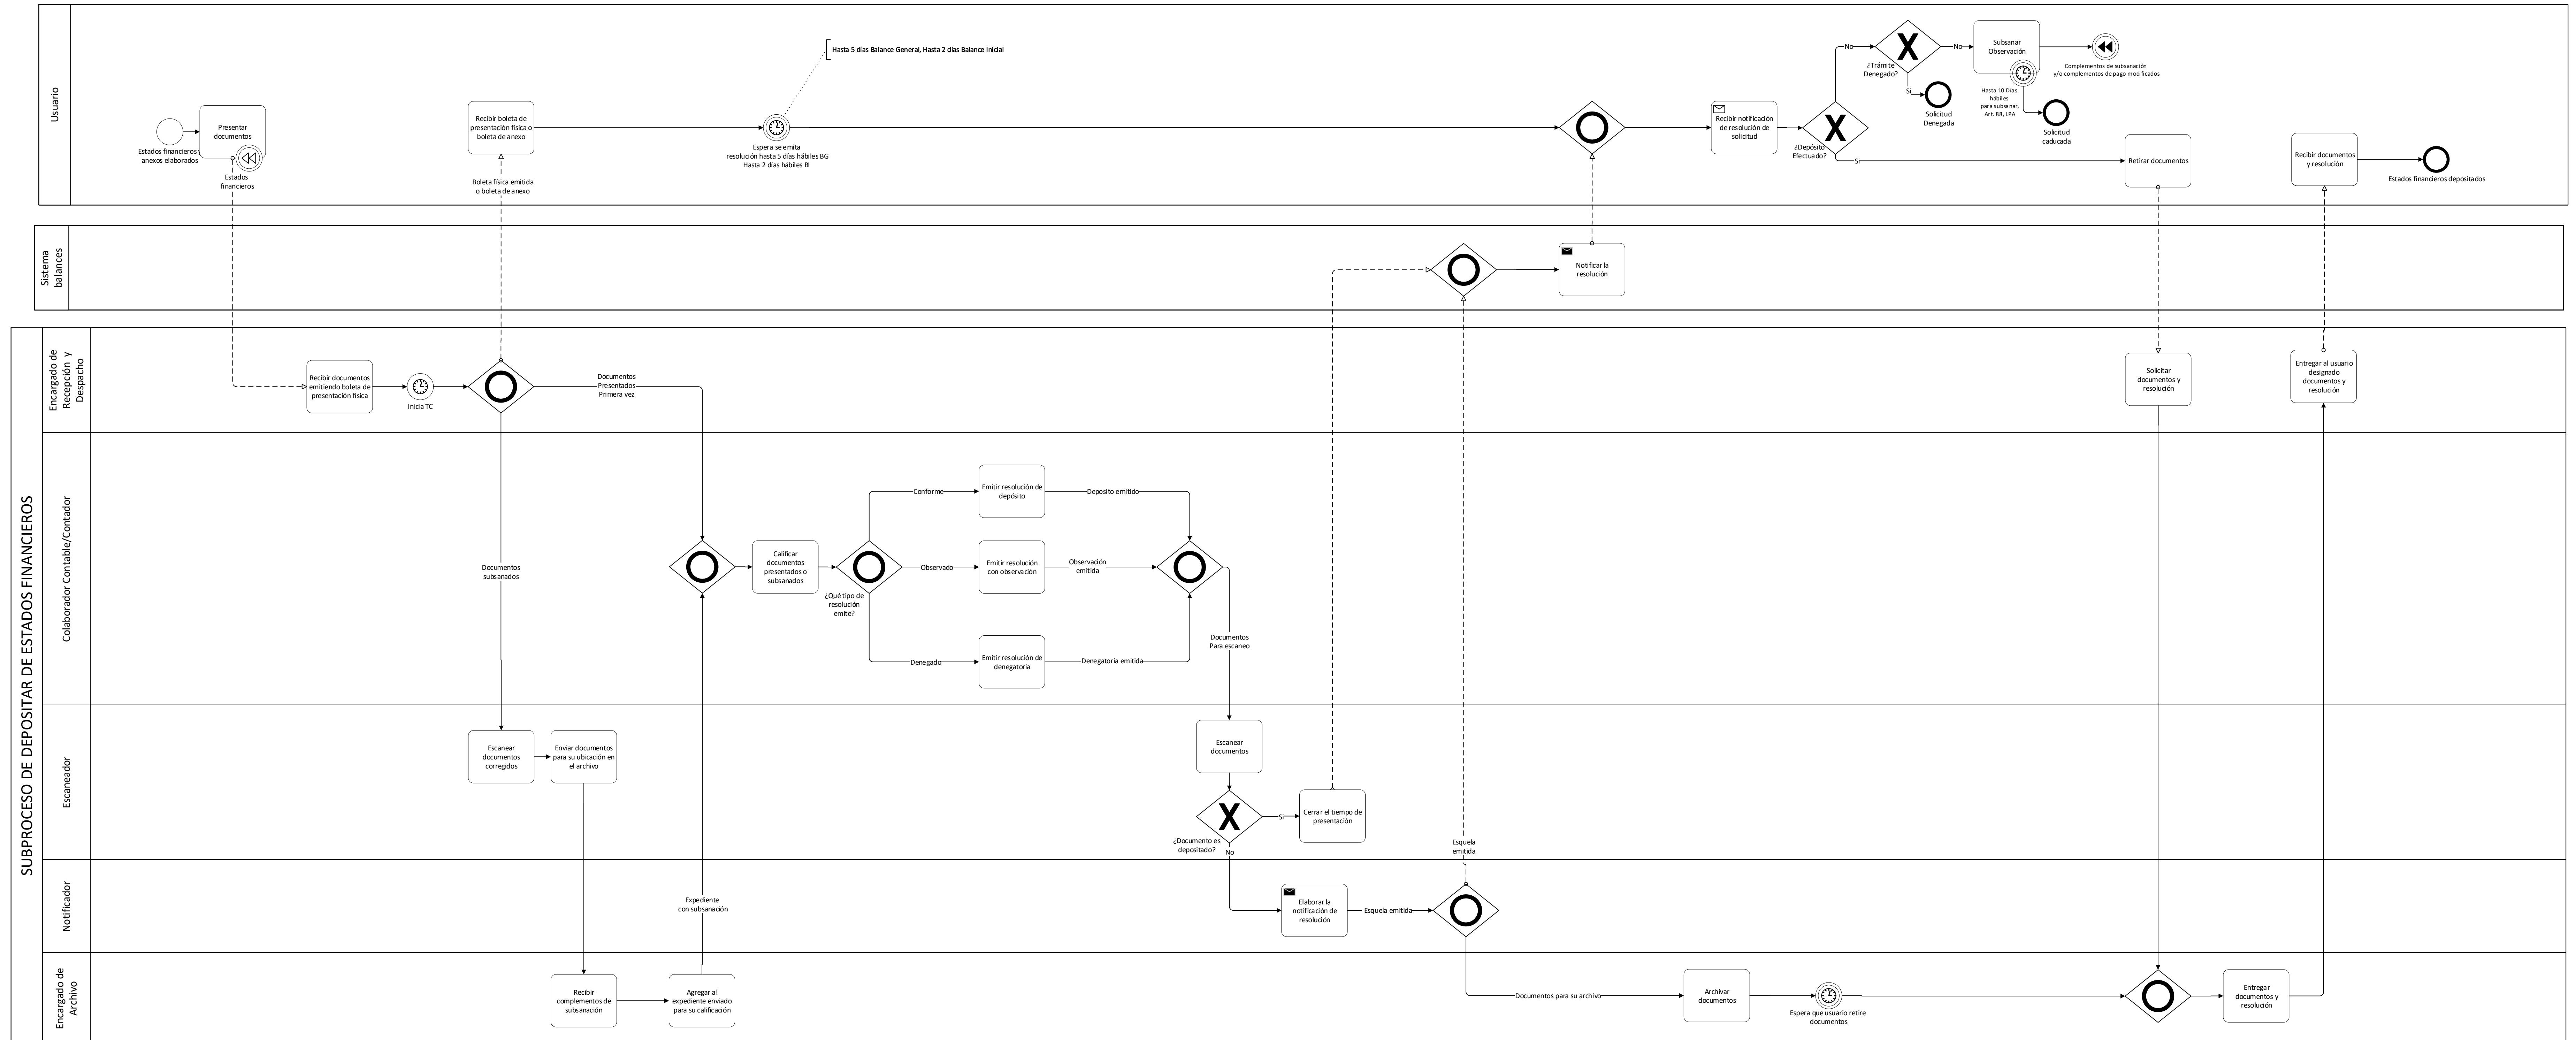 Usuario
Estados financieros y
anexos elaborados
Presentar
documentos
Estados
financieros
Recibir boleta de
presentación física o
boleta de anexo
Boleta física emitida
o boleta de anexo
Hasta 5 días Balance General, Hasta 2 días Balance Inicial
Espera se emita
resolución hasta 5 días hábiles BG
Hasta 2 días hábiles BI
Recibir notificación
de resolución de
solicitud
¿Depósito
Efectuado?
No
Si
¿Trámite
Denegado?
No
Si
Solicitud
Denegada
Subsanar
Observación
Hasta 10 Días
hábiles
para subsanar,
Art. 88, LPA
Solicitud
caducada
Complementos de subsanación
y/o complementos de pago modificados
Retirar documentos
Recibir documentos
y resolución
Estados financieros depositados
Sistema
balances
Notificar la
resolución
SUBPROCESO DE DEPOSITAR DE ESTADOS FINANCIEROS
Encargado de
Recepción y
Despacho
Recibir documentos
emitiendo boleta de
presentación física
Inicia TC
Documentos
Presentados
Primera vez
Solicitar
documentos y
resolución
Entregar al usuario
designado
documentos y
resolución
Colaborador Contable/Contador
Documentos
subsanados
Calificar
documentos
presentados o
subsanados
¿Qué tipo de
resolución
emite?
Conforme
Emitir resolución de
depósito
Deposito emitido
Observado
Emitir resolución
con observación
Observación
emitida
Denegado
Emitir resolución de
denegatoria
Denegatoria emitida
Documentos
Para escaneo
Escaneador
Escanear
documentos
corregidos
Enviar documentos
para su ubicación en
el archivo
Escanear
documentos
¿Documento es
depositado?
Si
No
Cerrar el tiempo de
presentación
Esquela
emitida
Notificador
Expediente
con subsanación
Elaborar la
notificación de
resolución
Esquela emitida
Encargado de
Archivo
Recibir
complementos de
subsanación
Agregar al
expediente enviado
para su calificación
Documentos para su archivo
Archivar
documentos
Espera que usuario retire
documentos
Entregar
documentos y
resolución